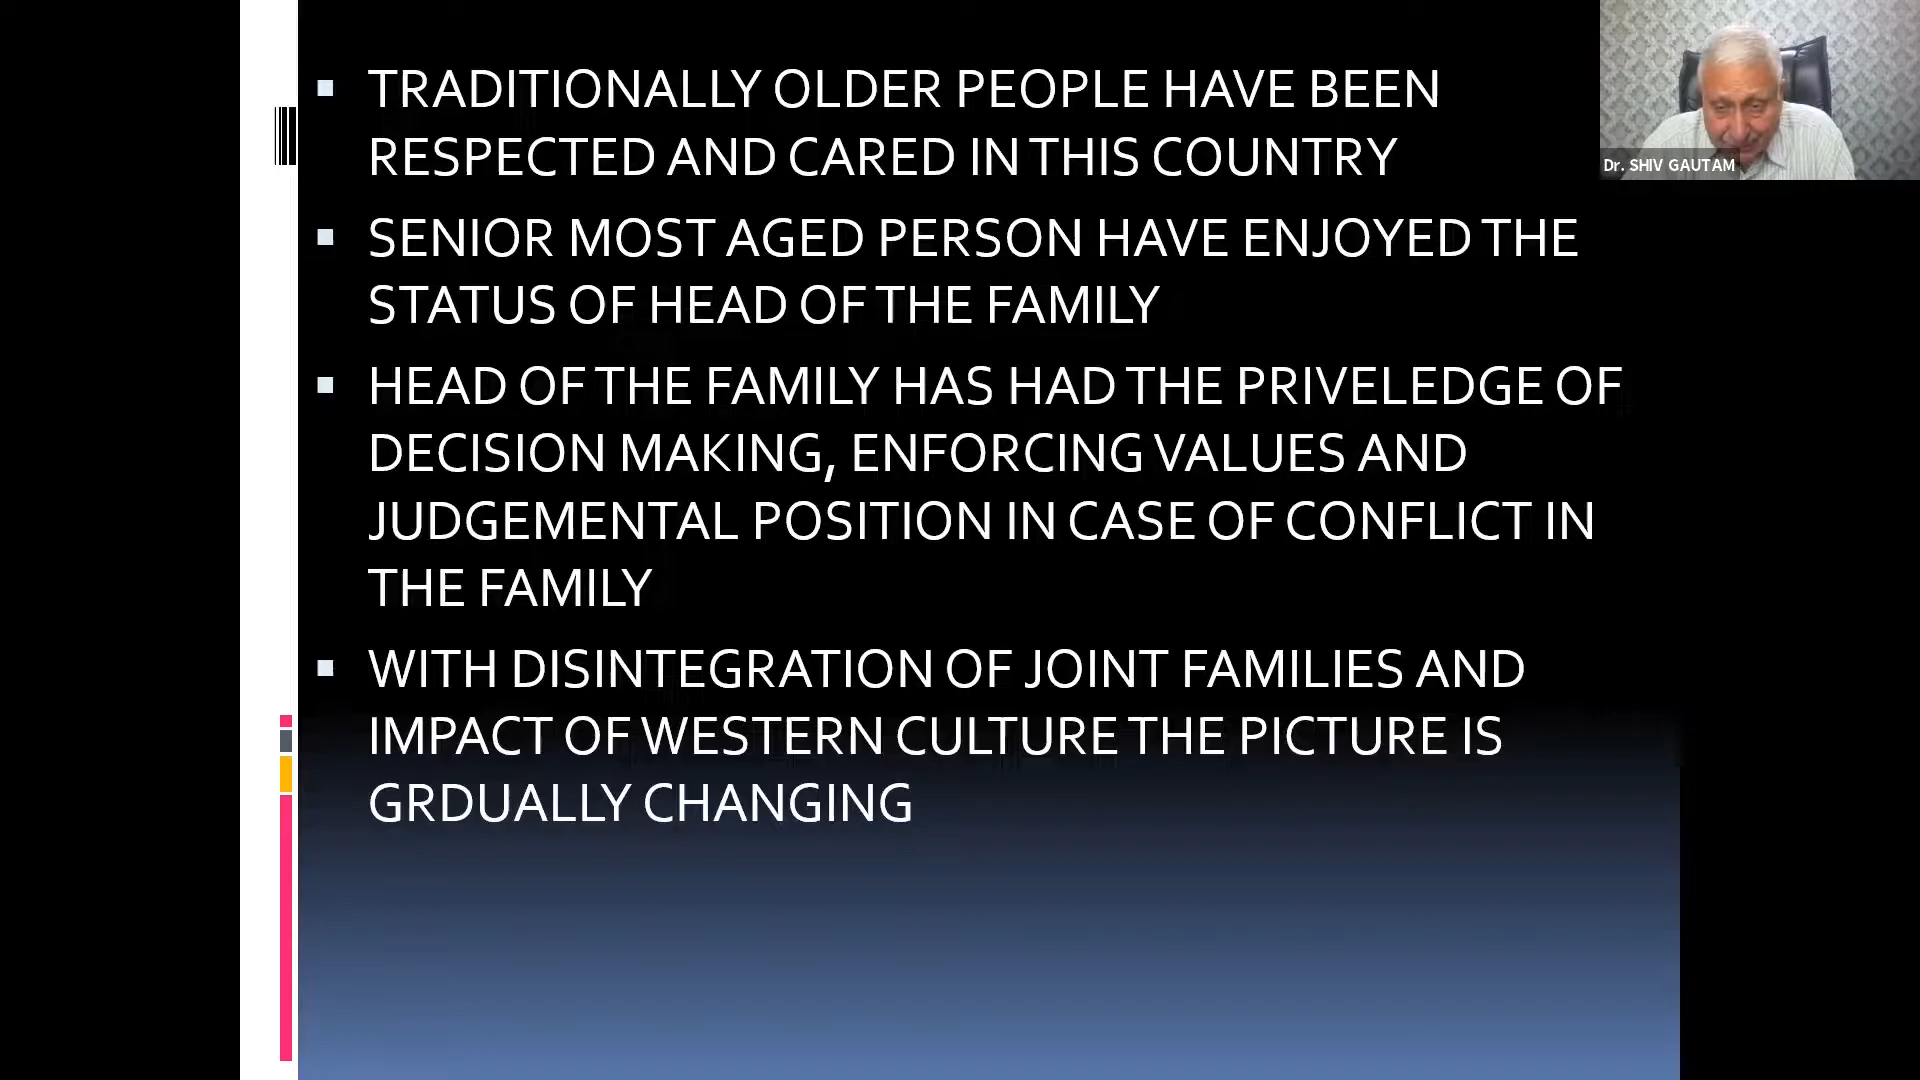 TRADITIONALLY OLDER PEOPLE HAVE BEEN
RESPECTED AND CARED IN THIS COUNTRY
SENIOR MOST AGED PERSON HAVE ENJOYED THE
STATUS OF HEAD OF THE FAMILY
HEAD OF THE FAMILY HAS HAD THE PRIVELEDGE OF
DECISION MAKING, ENFORCING VALUES AND
JUDGEMENTAL POSITION IN CASE OF CONFLICT IN
THE FAMILY
WITH DISINTEGRATION OF JOINT FAMILIES AND
IMPACT OF WESTERN CULTURE THE PICTURE IS
GRDUALLY CHANGING
Dr. SHIV GAUTAM